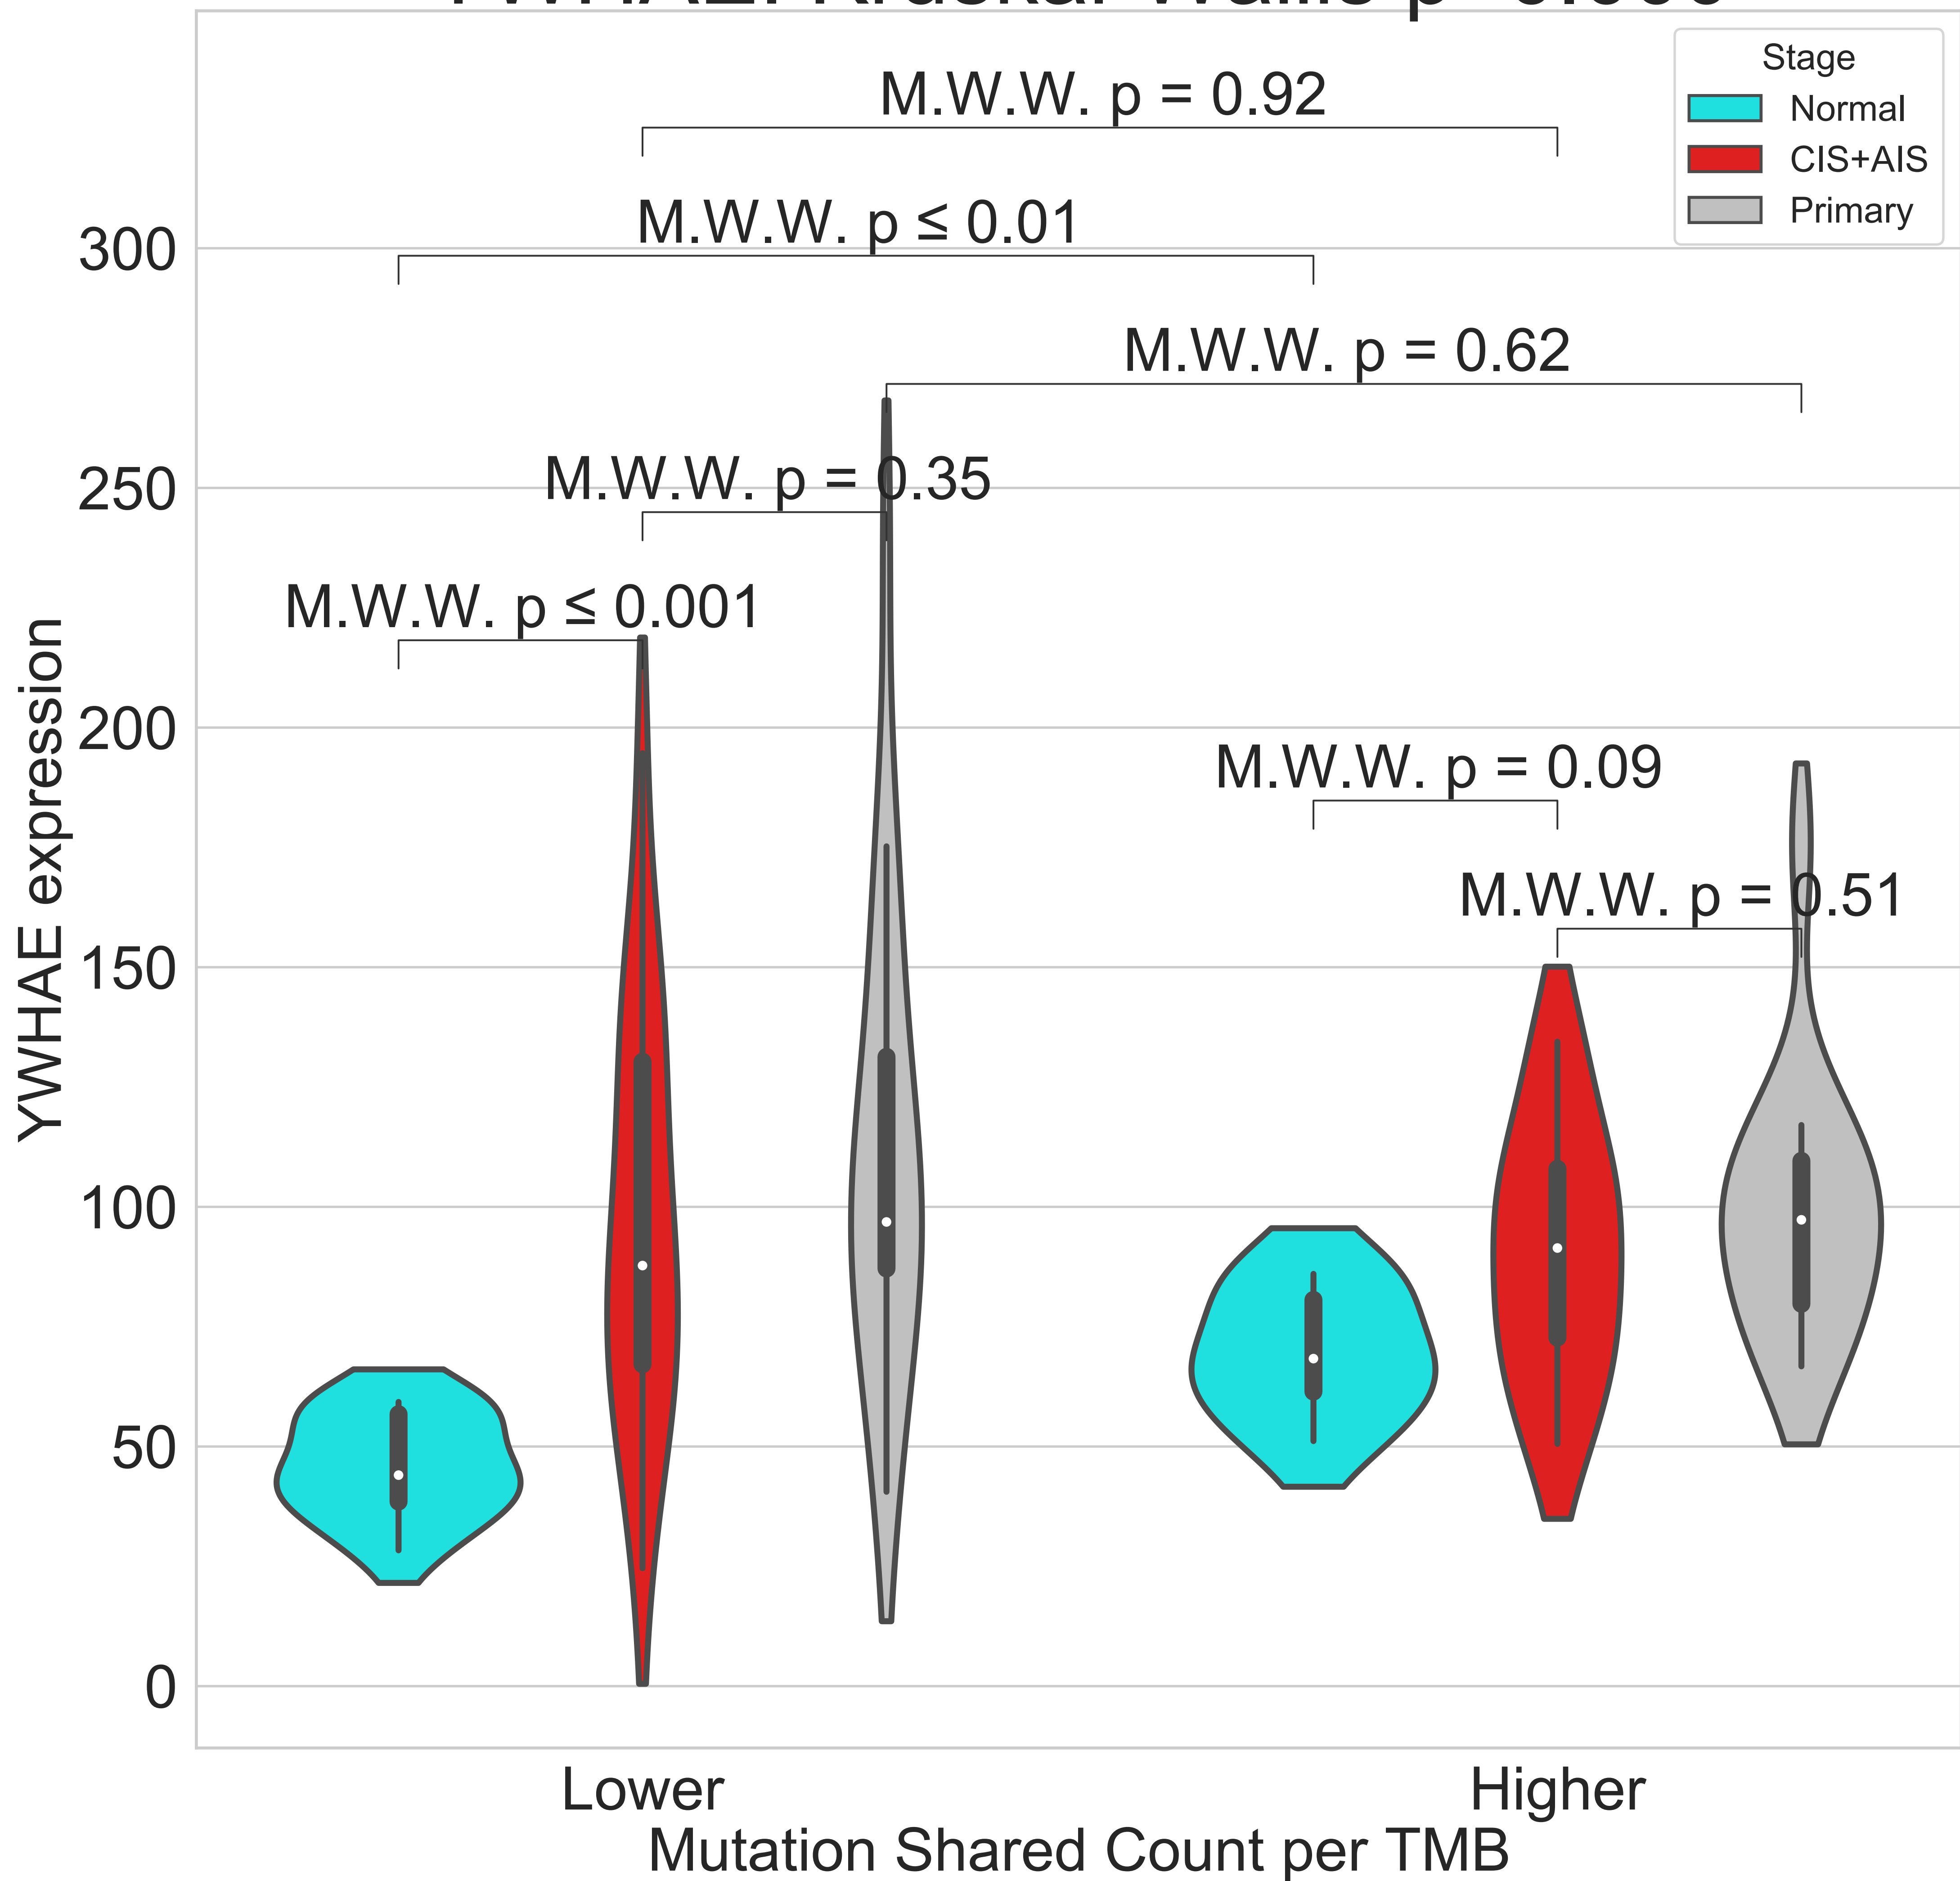 Stage
Normal
CIS+AIS
Primary
M.W.W. p = 0.92
M.W.W. p ≤ 0.01
M.W.W. p = 0.62
M.W.W. p = 0.35
M.W.W. p ≤ 0.001
M.W.W. p = 0.09
M.W.W. p = 0.51
YWHAE expression
300
250
200
150
100
50
0
Lower
Higher
Mutation Shared Count per TMB